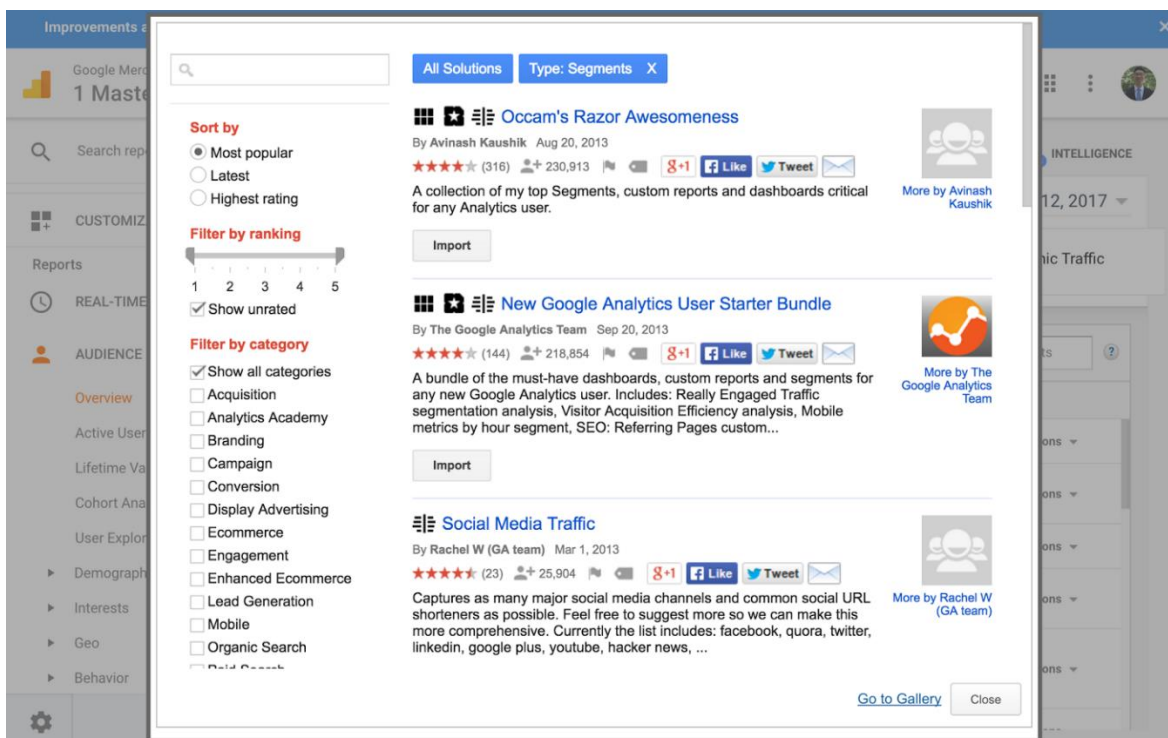 Improvements a
Google Merc
1 Maste
Search rep
CUSTOMIZ
Reports
REAL-TIME
AUDIENCE
Overview
Active User
Lifetime Va
Cohort Ana
User Explor
Demograph
Interests
Geo
Behavior
Sort by
Most popular
Latest
Highest rating
Filter by ranking
1 2 3 4 5
Show unrated
Filter by category
Show all categories
Acquisition
Analytics Academy
Branding
Campaign
Conversion
Display Advertising
Ecommerce
Engagement
Enhanced Ecommerce
Lead Generation
Mobile
Organic Search
Paid Search
All Solutions
Type: Segments X
Occam's Razor Awesomeness
By Avinash Kaushik Aug 20, 2013
(316) 230,913 g+1 Like Tweet
A collection of my top Segments, custom reports and dashboards critical
for any Analytics user.
Import
More by Avinash
Kaushik
New Google Analytics User Starter Bundle
By The Google Analytics Team Sep 20, 2013
(144) 218,854 g+1 Like Tweet
A bundle of the must-have dashboards, custom reports and segments for
any new Google Analytics user. Includes: Really Engaged Traffic
segmentation analysis, Visitor Acquisition Efficiency analysis, Mobile
metrics by hour segment, SEO: Referring Pages custom...
Import
More by The
Google Analytics
Team
Social Media Traffic
By Rachel W (GA team) Mar 1, 2013
(23) 25,904 g+1 Like Tweet
Captures as many major social media channels and common social URL
shorteners as possible. Feel free to suggest more so we can make this
more comprehensive. Currently the list includes: facebook, quora, twitter,
linkedin, google plus, youtube, hacker news, ...
More by Rachel W
(GA team)
Go to Gallery
Close
INTELLIGENCE
12, 2017
nic Traffic
ts
?
ons
ons
ons
ons
ons